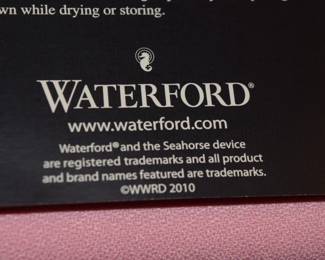 wn while drying or storing.
WATERFORD®
www.waterford.com
Waterford® and the Seahorse device
are registered trademarks and all product
and brand names featured are trademarks.
©WWRD 2010